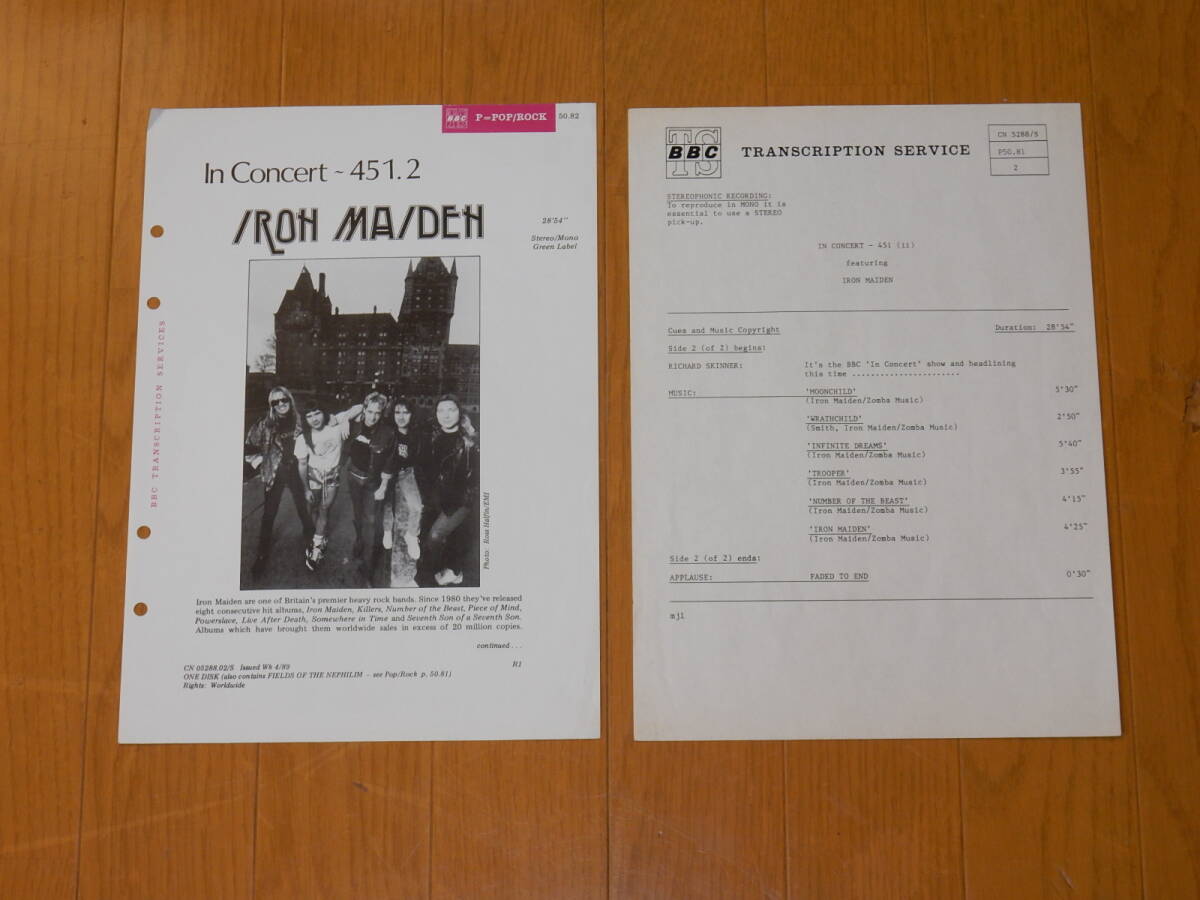 BBC P=POP/ROCK 50.82
In Concert ~ 451.2
IRON MAIDEN
28'54"
Stereo/Mono
Green Label
BBC TRANSCRIPTION SERVICES
Photo: Ross Halfin/EMI
Iron Maiden are one of Britain's premier heavy rock bands. Since 1980 they've released
eight consecutive hit albums, Iron Maiden, Killers, Number of the Beast, Piece of Mind,
Powerslave, Live After Death, Somewhere in Time and Seventh Son of a Seventh Son.
Albums which have brought them worldwide sales in excess of 20 million copies.
continued...
R1
CN 05288.02/S Issued Wk 4/89
ONE DISK (also contains FIELDS OF THE NEPHILIM - see Pop/Rock p. 50.81)
Rights: Worldwide
TS
BBC
TRANSCRIPTION SERVICE
CN 5288/S
P50.81
2
STEREOPHONIC RECORDING:
To reproduce in MONO it is
essential to use a STEREO
pick-up.
IN CONCERT - 451 (ii)
featuring
IRON MAIDEN
Cues and Music Copyright Duration: 28'54"
Side 2 (of 2) begins:
RICHARD SKINNER: It's the BBC 'In Concert' show and headlining
this time ......................
MUSIC: 'MOONCHILD' 5'30"
(Iron Maiden/Zomba Music)
'WRATHCHILD' 2'50"
(Smith, Iron Maiden/Zomba Music)
'INFINITE DREAMS' 5'40"
(Iron Maiden/Zomba Music)
'TROOPER' 3'55"
(Iron Maiden/Zomba Music)
'NUMBER OF THE BEAST' 4'15"
(Iron Maiden/Zomba Music)
'IRON MAIDEN' 4'25"
(Iron Maiden/Zomba Music)
Side 2 (of 2) ends:
APPLAUSE: FADED TO END 0'30"
mjl